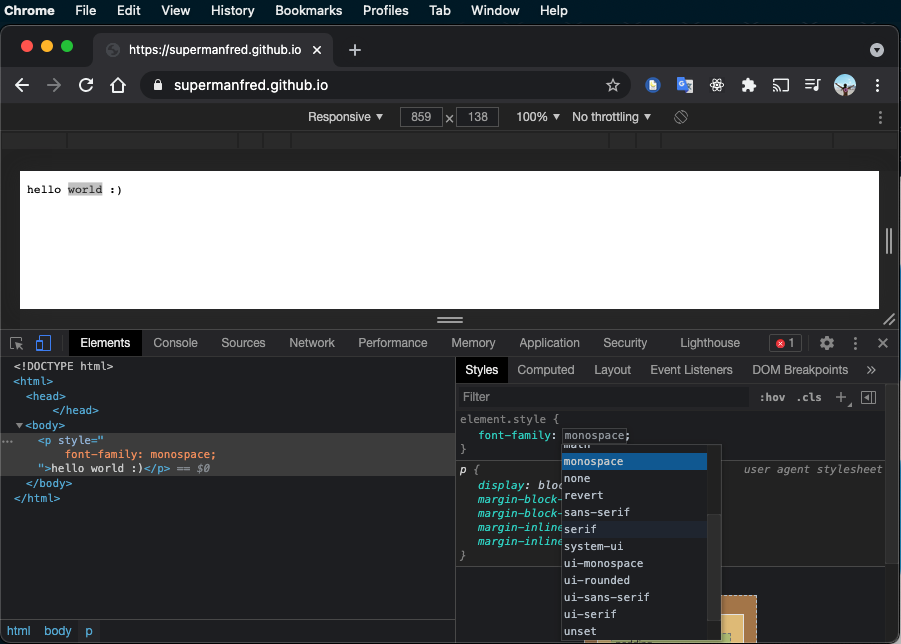 Chrome File Edit View History Bookmarks Profiles Tab Window Help
https://supermanfred.github.io
supermanfred.github.io
Responsive 859 x 138 100% No throttling
hello world :)
Elements Console Sources Network Performance Memory Application Security Lighthouse 1
Styles Computed Layout Event Listeners DOM Breakpoints »
Filter :hov .cls +
<!DOCTYPE html>
<html>
<head>
</head>
<body>
<p style="
font-family: monospace;
">hello world :)</p> == $0
</body>
</html>
element.style {
font-family: monospace;
}
p { user agent stylesheet
display: bloc
margin-block-
margin-block-
margin-inline
margin-inline
}
math
monospace
none
revert
sans-serif
serif
system-ui
ui-monospace
ui-rounded
ui-sans-serif
ui-serif
unset
html body p